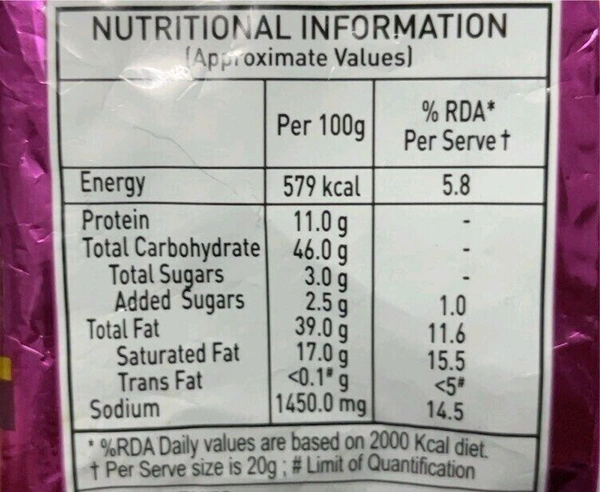 NUTRITIONAL INFORMATION
(Approximate Values)
Per 100g % RDA* Per Serve †
Energy 579 kcal 5.8
Protein 11.0 g -
Total Carbohydrate 46.0 g -
Total Sugars 3.0 g -
Added Sugars 2.5 g 1.0
Total Fat 39.0 g 11.6
Saturated Fat 17.0 g 15.5
Trans Fat <0.1# g <5#
Sodium 1450.0 mg 14.5
* %RDA Daily values are based on 2000 Kcal diet.
† Per Serve size is 20g ; # Limit of Quantification